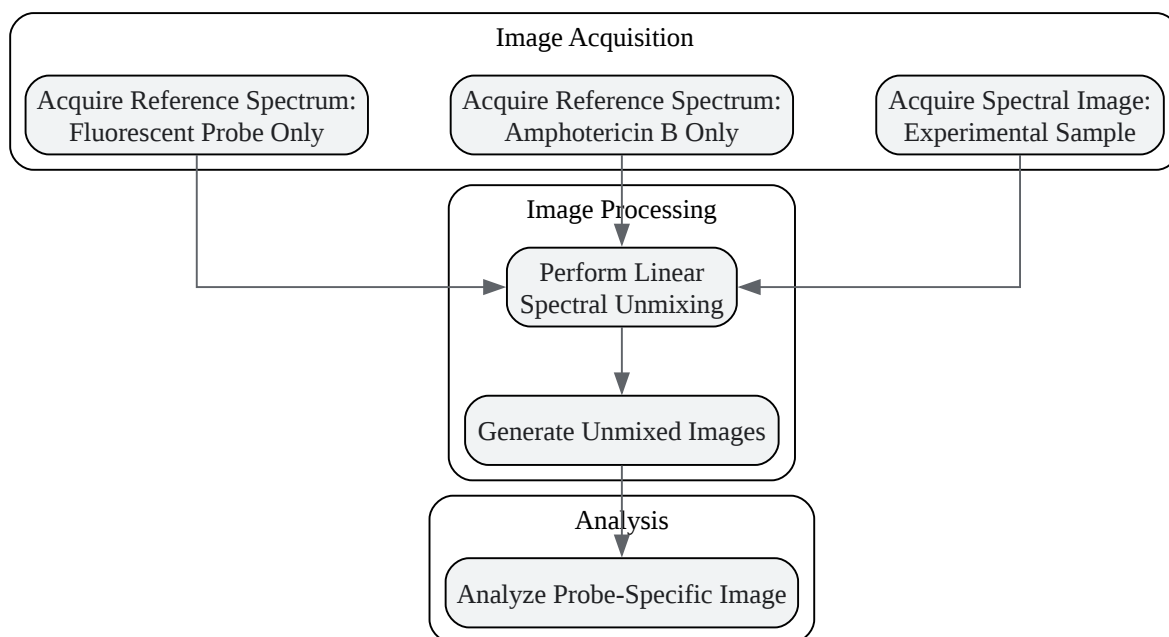 Image Acquisition
Acquire Reference Spectrum:
Fluorescent Probe Only
Acquire Reference Spectrum:
Amphotericin B Only
Acquire Spectral Image:
Experimental Sample
Image Processing
Perform Linear
Spectral Unmixing
Generate Unmixed Images
Analysis
Analyze Probe-Specific Image